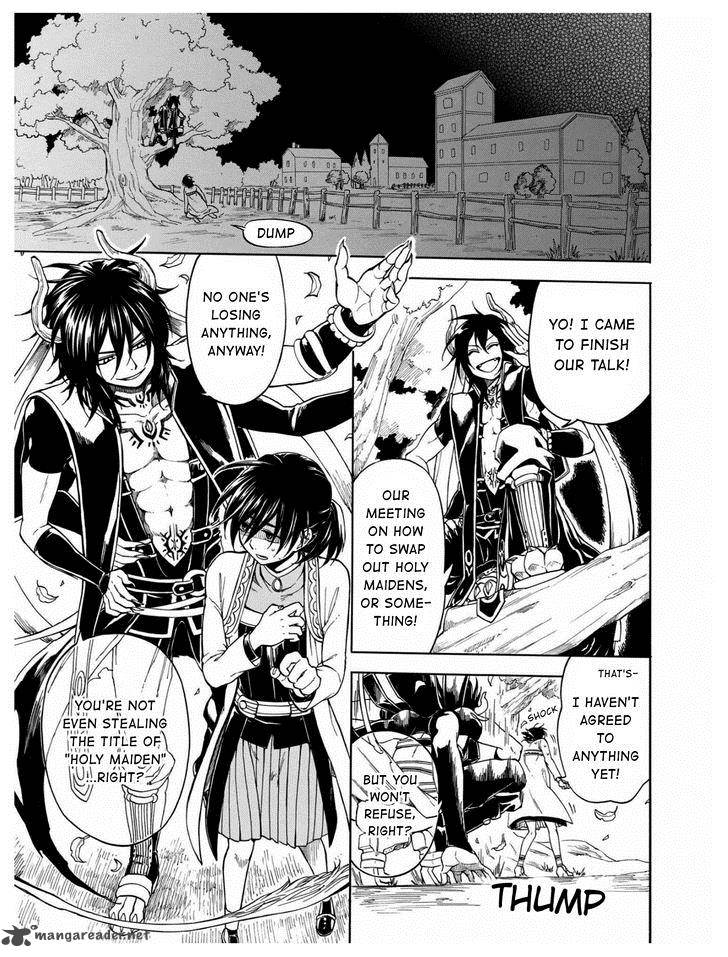 DUMP
YO! I CAME
TO FINISH
OUR TALK!
OUR
MEETING
ON HOW
TO SWAP
OUT HOLY
MAIDENS,
OR SOME-
THING!
THAT'S-
I HAVEN'T
AGREED
TO
ANYTHING
YET!
SHOCK
BUT YOU
WON'T
REFUSE,
RIGHT?
THUMP
NO ONE'S
LOSING
ANYTHING,
ANYWAY!
YOU'RE NOT
EVEN STEALING
THE TITLE OF
"HOLY MAIDEN"
...RIGHT?
mangareader.net